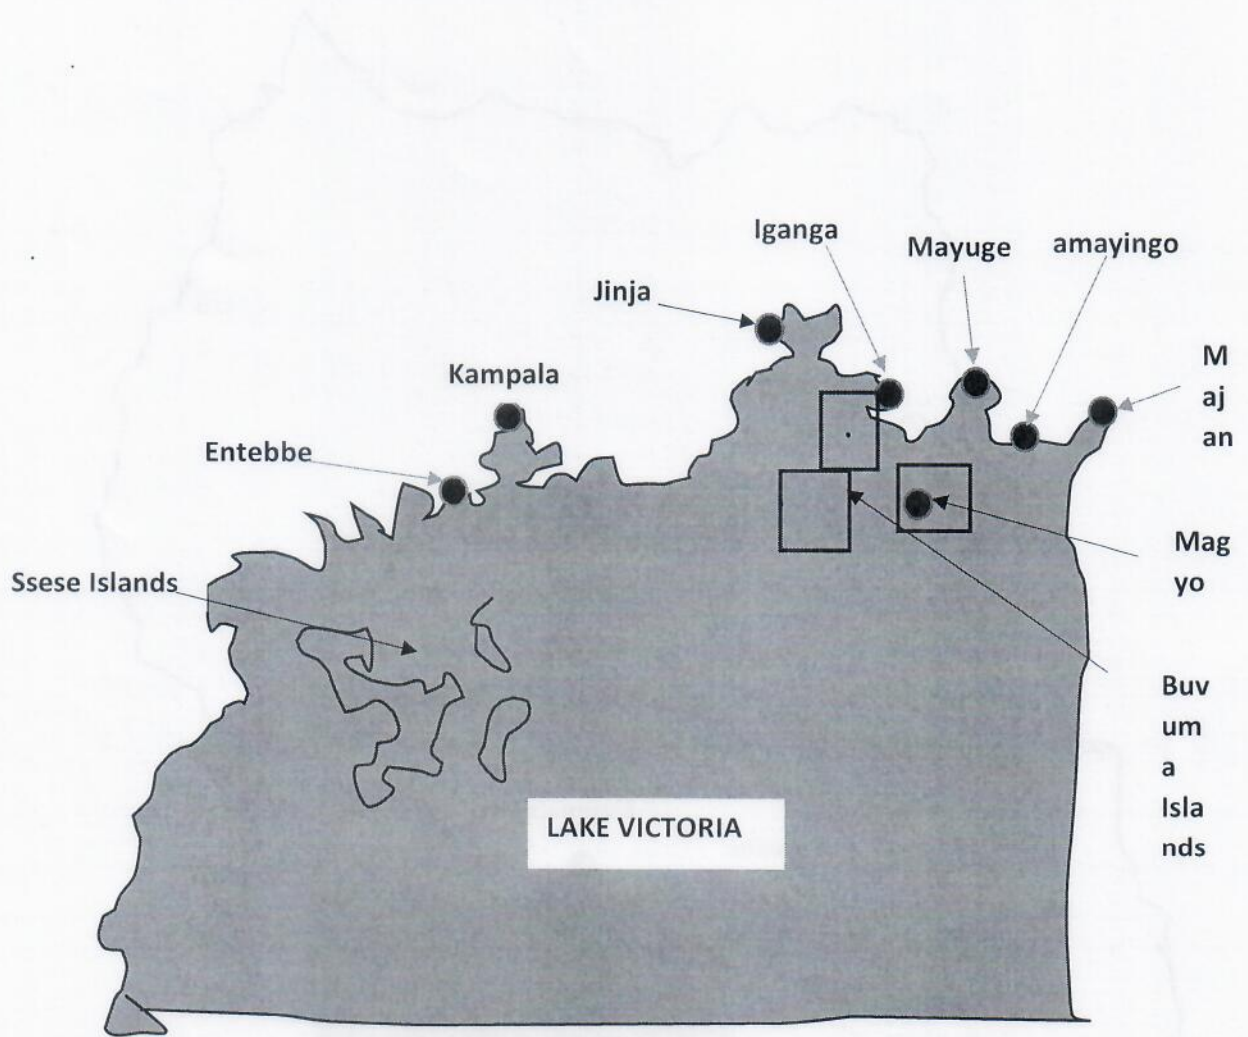 Iganga
Mayuge
amayingo
Jinja
M
aj
an
Kampala
Entebbe
Mag
yo
Ssese Islands
Buv
um
a
Isla
nds
LAKE VICTORIA